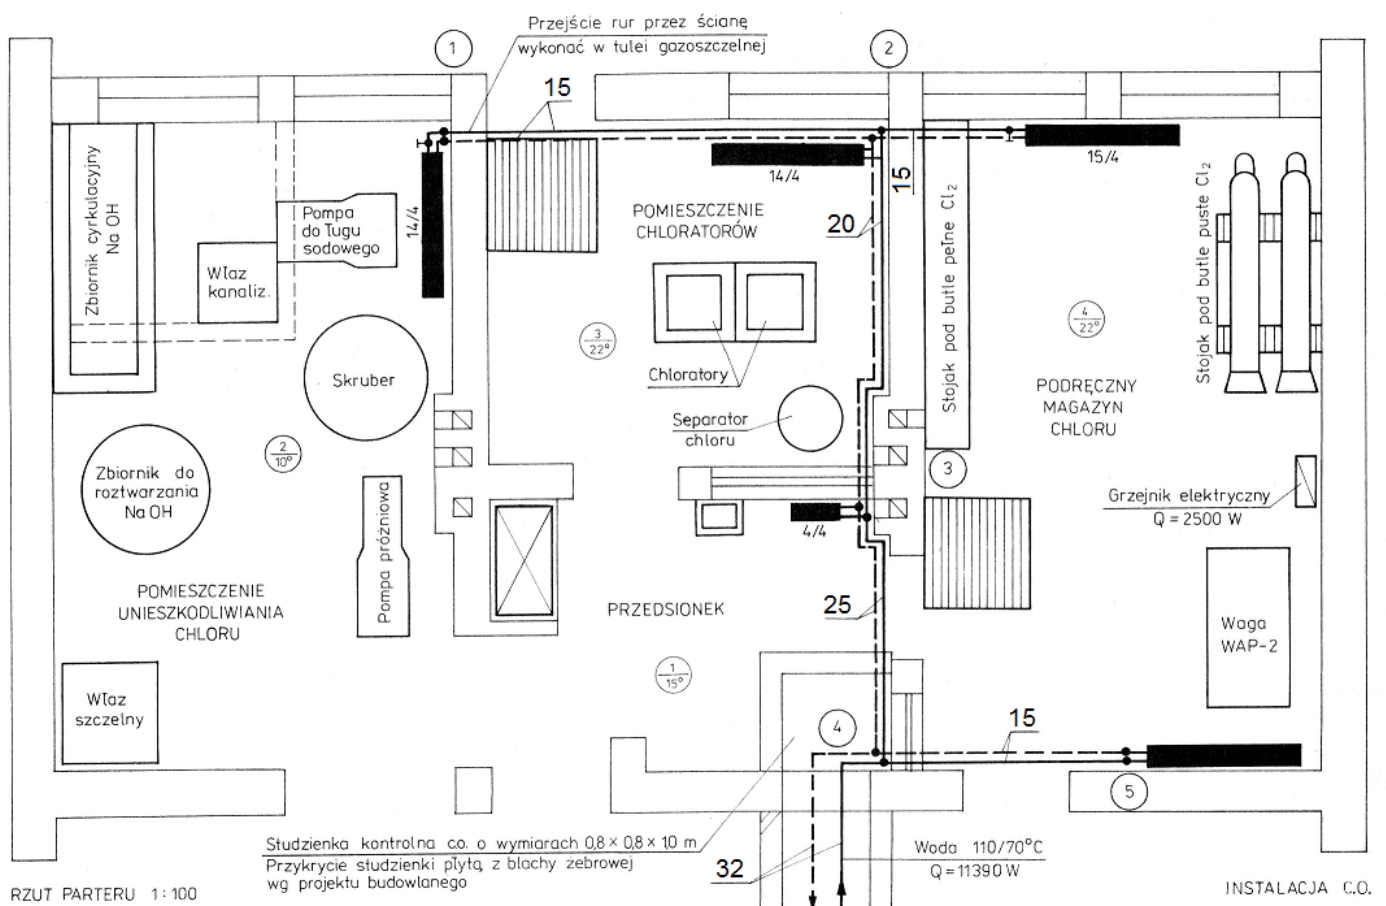 Przejście rur przez ścianę
wykonać w tulei gazoszczelnej
1
2
15
Zbiornik cyrkulacyjny
Na OH
14/4
Pompa
do Ługu
sodowego
Właz
kanaliz.
14/4
15
15/4
POMIESZCZENIE
CHLORATORÓW
20
Stojak pod butle pełne Cl2
Stojak pod butle puste Cl2
3
22°
4
22°
Skruber
Chloratory
Separator
chloru
PODRĘCZNY
MAGAZYN
CHLORU
2
10°
Zbiornik do
roztwarzania
Na OH
3
Grzejnik elektryczny
Q = 2500 W
Pompa próżniowa
4/4
POMIESZCZENIE
UNIESZKODLIWIANIA
CHLORU
PRZEDSIONEK
25
Waga
WAP-2
1
15°
Właz
szczelny
4
15
5
Studzienka kontrolna c.o. o wymiarach 0,8 × 0,8 × 1,0 m
Przykrycie studzienki płytą, z blachy żebrowej
wg projektu budowlanego
32
Woda 110/70°C
Q = 11390 W
RZUT PARTERU 1:100
INSTALACJA C.O.